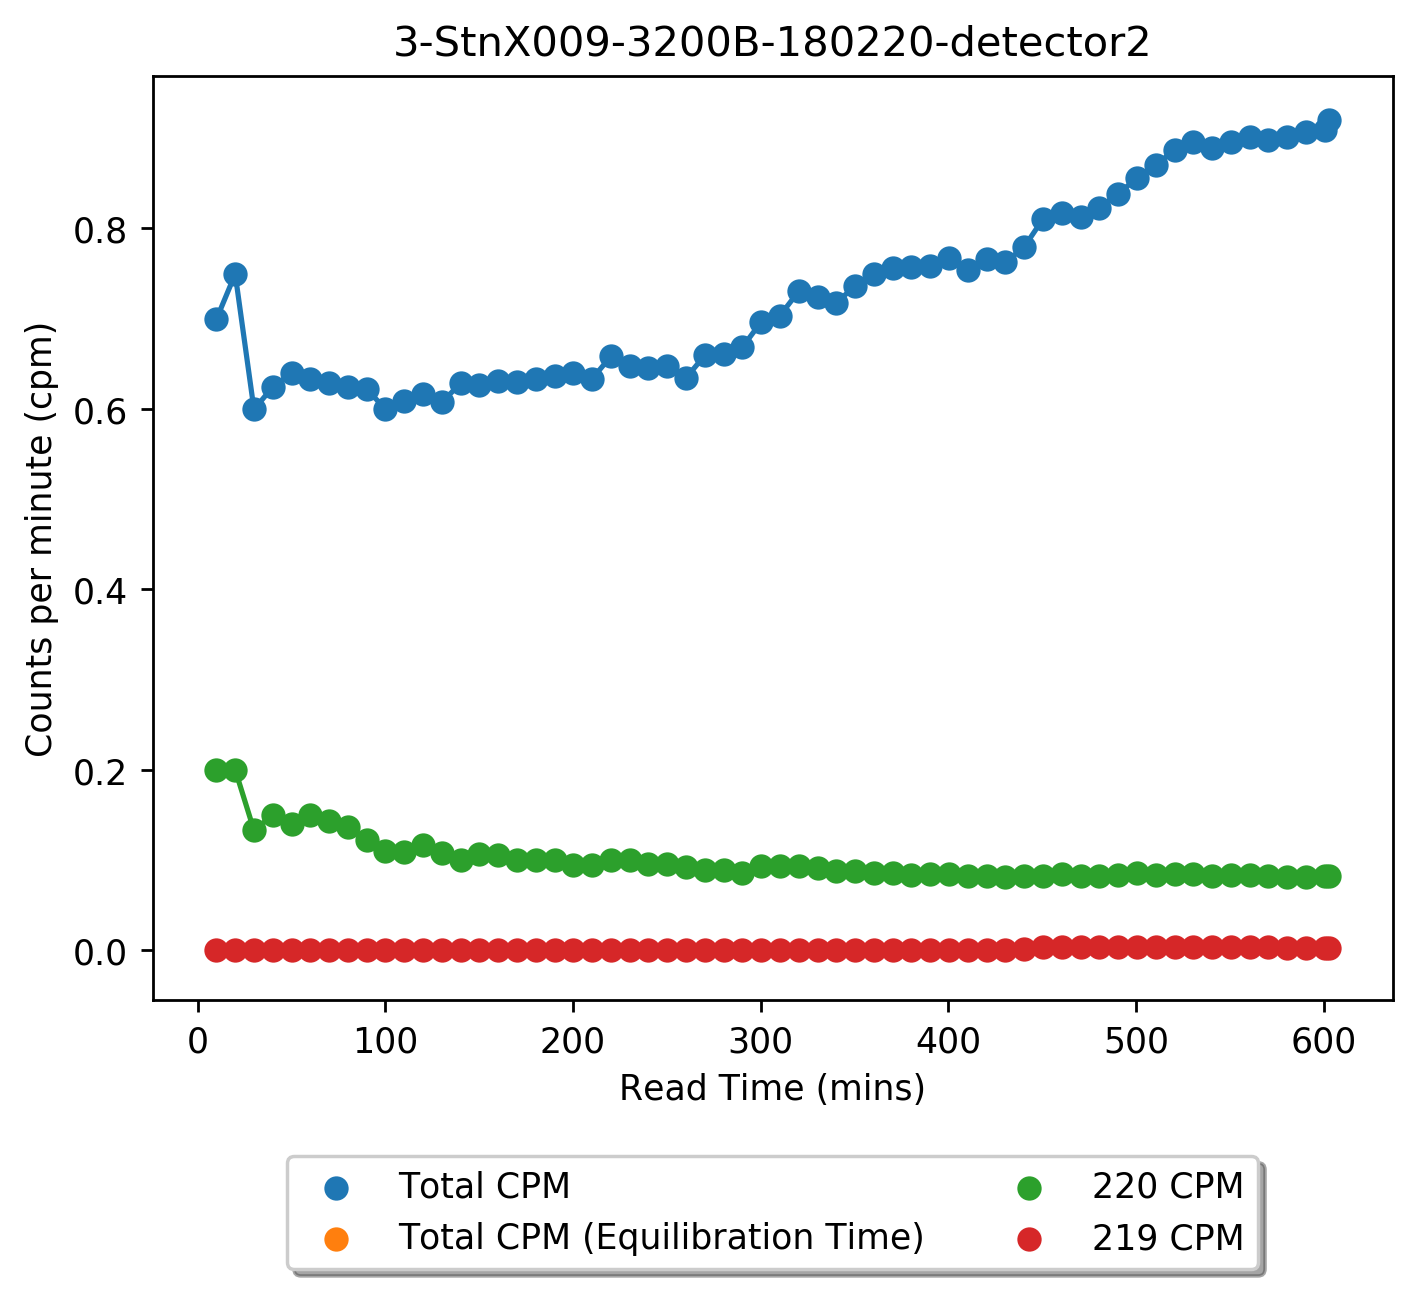 3-StnX009-3200B-180220-detector2
Counts per minute (cpm)
0.8
0.6
0.4
0.2
0.0
0 100 200 300 400 500 600
Read Time (mins)
Total CPM
Total CPM (Equilibration Time)
220 CPM
219 CPM